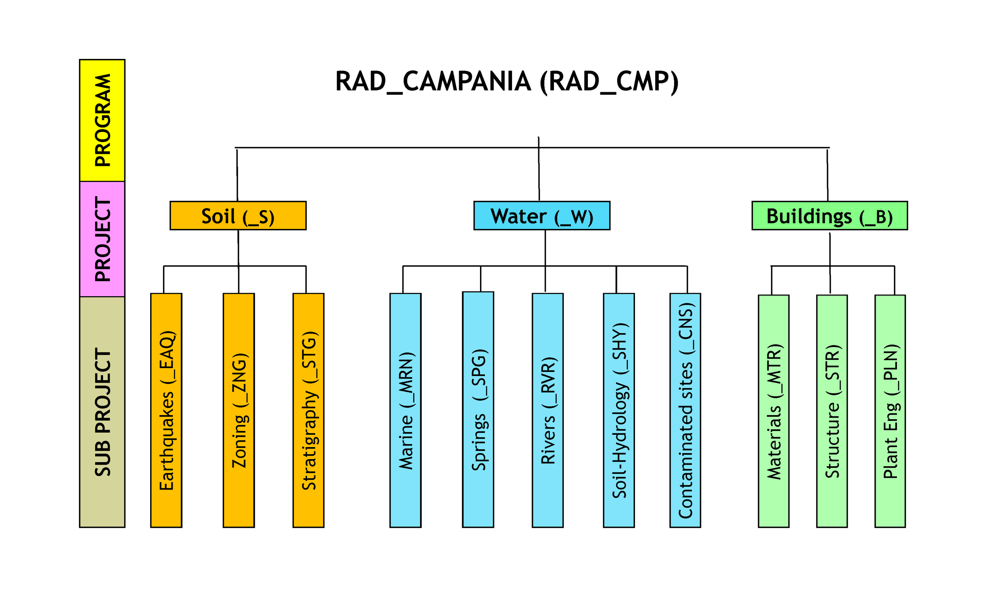 RAD_CAMPANIA (RAD_CMP)
PROGRAM
PROJECT
SUB PROJECT
Soil (_S)
Water (_W)
Buildings (_B)
Earthquakes (_EAQ)
Zoning (_ZNG)
Stratigraphy (_STG)
Marine (_MRN)
Springs (_SPG)
Rivers (_RVR)
Soil-Hydrology (_SHY)
Contaminated sites (_CNS)
Materials (_MTR)
Structure (_STR)
Plant Eng (_PLN)